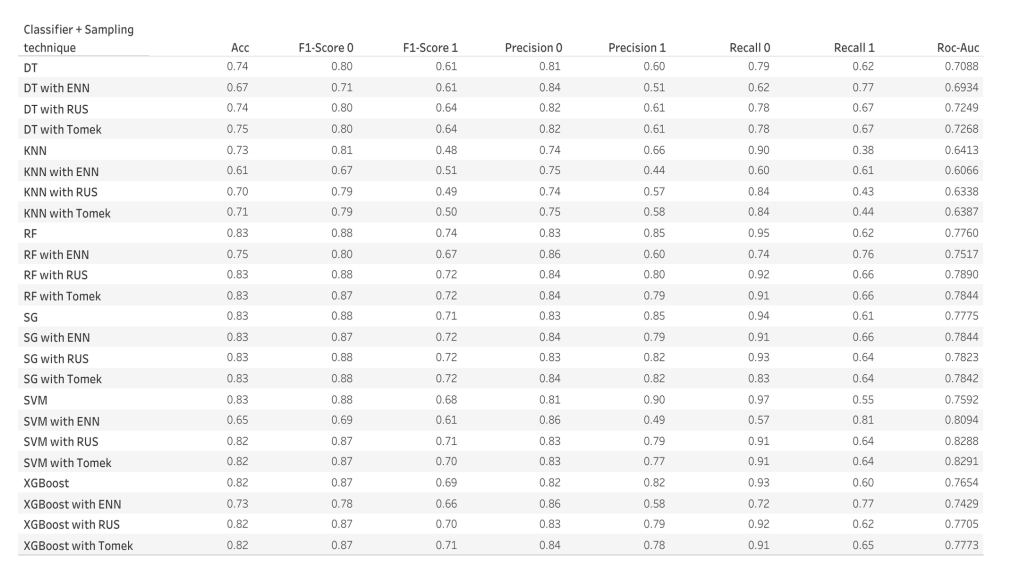 Classifier + Sampling
technique Acc F1-Score 0 F1-Score 1 Precision 0 Precision 1 Recall 0 Recall 1 Roc-Auc
DT 0.74 0.80 0.61 0.81 0.60 0.79 0.62 0.7088
DT with ENN 0.67 0.71 0.61 0.84 0.51 0.62 0.77 0.6934
DT with RUS 0.74 0.80 0.64 0.82 0.61 0.78 0.67 0.7249
DT with Tomek 0.75 0.80 0.64 0.82 0.61 0.78 0.67 0.7268
KNN 0.73 0.81 0.48 0.74 0.66 0.90 0.38 0.6413
KNN with ENN 0.61 0.67 0.51 0.75 0.44 0.60 0.61 0.6066
KNN with RUS 0.70 0.79 0.49 0.74 0.57 0.84 0.43 0.6338
KNN with Tomek 0.71 0.79 0.50 0.75 0.58 0.84 0.44 0.6387
RF 0.83 0.88 0.74 0.83 0.85 0.95 0.62 0.7760
RF with ENN 0.75 0.80 0.67 0.86 0.60 0.74 0.76 0.7517
RF with RUS 0.83 0.88 0.72 0.84 0.80 0.92 0.66 0.7890
RF with Tomek 0.83 0.87 0.72 0.84 0.79 0.91 0.66 0.7844
SG 0.83 0.88 0.71 0.83 0.85 0.94 0.61 0.7775
SG with ENN 0.83 0.87 0.72 0.84 0.79 0.91 0.66 0.7844
SG with RUS 0.83 0.88 0.72 0.83 0.82 0.93 0.64 0.7823
SG with Tomek 0.83 0.88 0.72 0.84 0.82 0.83 0.64 0.7842
SVM 0.83 0.88 0.68 0.81 0.90 0.97 0.55 0.7592
SVM with ENN 0.65 0.69 0.61 0.86 0.49 0.57 0.81 0.8094
SVM with RUS 0.82 0.87 0.71 0.83 0.79 0.91 0.64 0.8288
SVM with Tomek 0.82 0.87 0.70 0.83 0.77 0.91 0.64 0.8291
XGBoost 0.82 0.87 0.69 0.82 0.82 0.93 0.60 0.7654
XGBoost with ENN 0.73 0.78 0.66 0.86 0.58 0.72 0.77 0.7429
XGBoost with RUS 0.82 0.87 0.70 0.83 0.79 0.92 0.62 0.7705
XGBoost with Tomek 0.82 0.87 0.71 0.84 0.78 0.91 0.65 0.7773